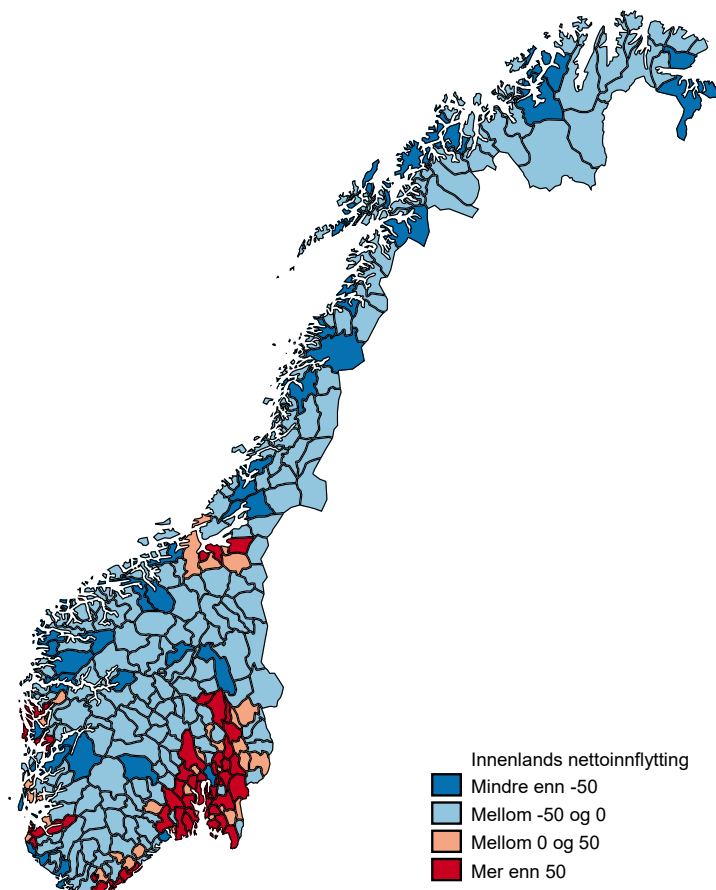 Innenlands nettoinnflytting
Mindre enn -50
Mellom -50 og 0
Mellom 0 og 50
Mer enn 50